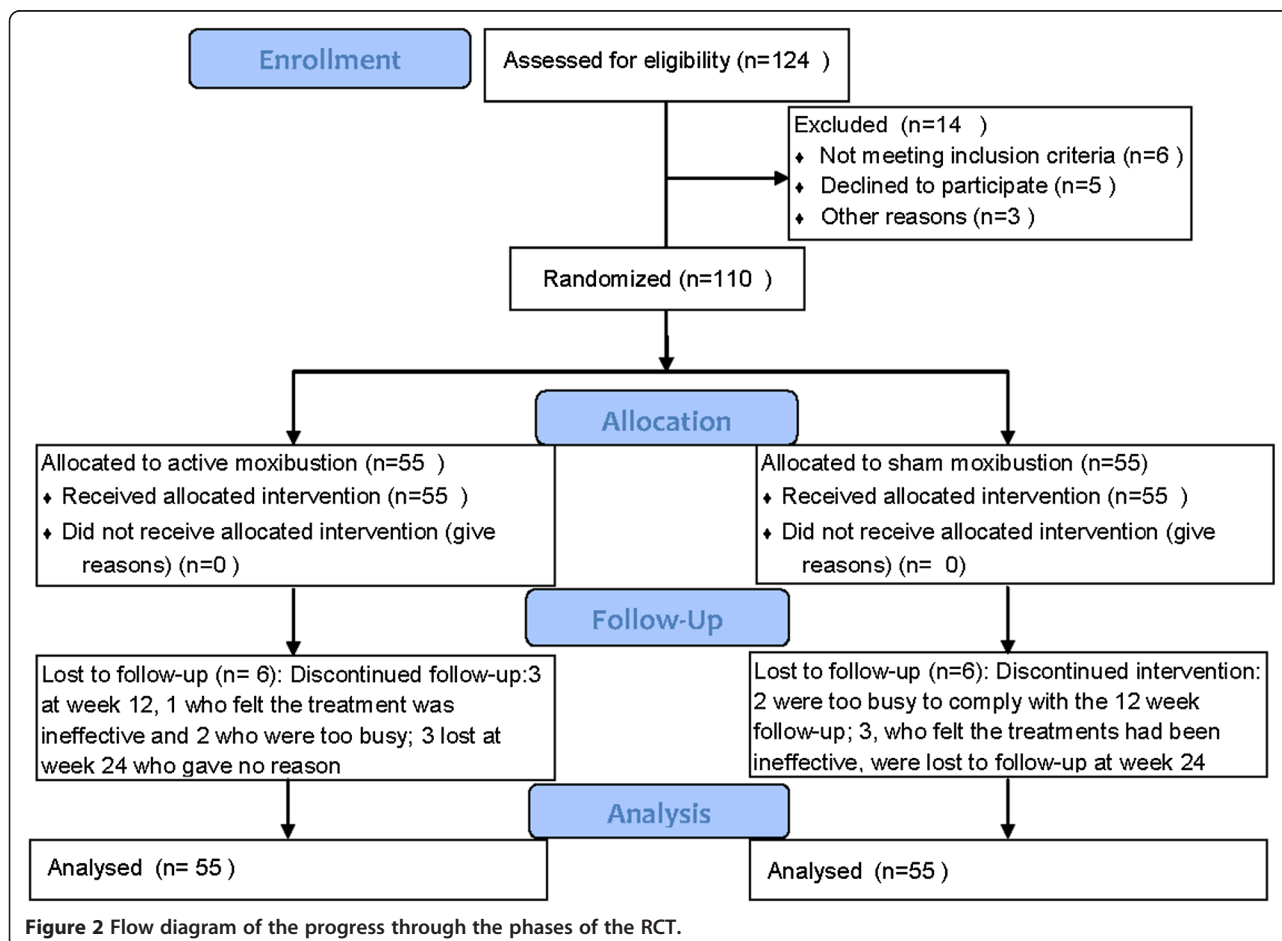 Enrollment
Assessed for eligibility (n=124 )
Excluded (n=14 )
♦ Not meeting inclusion criteria (n=6 )
♦ Declined to participate (n=5 )
♦ Other reasons (n=3 )
Randomized (n=110 )
Allocation
Allocated to active moxibustion (n=55 )
♦ Received allocated intervention (n=55 )
♦ Did not receive allocated intervention (give
reasons) (n=0 )
Allocated to sham moxibustion (n=55)
♦ Received allocated intervention (n=55 )
♦ Did not receive allocated intervention (give
reasons) (n= 0)
Follow-Up
Lost to follow-up (n= 6): Discontinued follow-up:3
at week 12, 1 who felt the treatment was
ineffective and 2 who were too busy; 3 lost at
week 24 who gave no reason
Lost to follow-up (n=6): Discontinued intervention:
2 were too busy to comply with the 12 week
follow-up; 3, who felt the treatments had been
ineffective, were lost to follow-up at week 24
Analysis
Analysed (n= 55 )
Analysed (n=55 )
Figure 2 Flow diagram of the progress through the phases of the RCT.